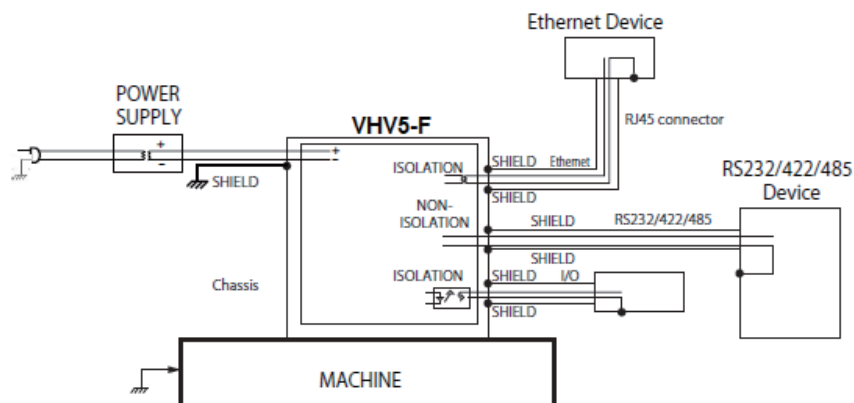 Ethernet Device
POWER
SUPPLY
+
−
VHV5-F
+
−
RJ45 connector
ISOLATION
SHIELD Ethernet
SHIELD
SHIELD
RS232/422/485
Device
NON-
ISOLATION
SHIELD RS232/422/485
SHIELD
Chassis
ISOLATION
SHIELD I/O
SHIELD
MACHINE